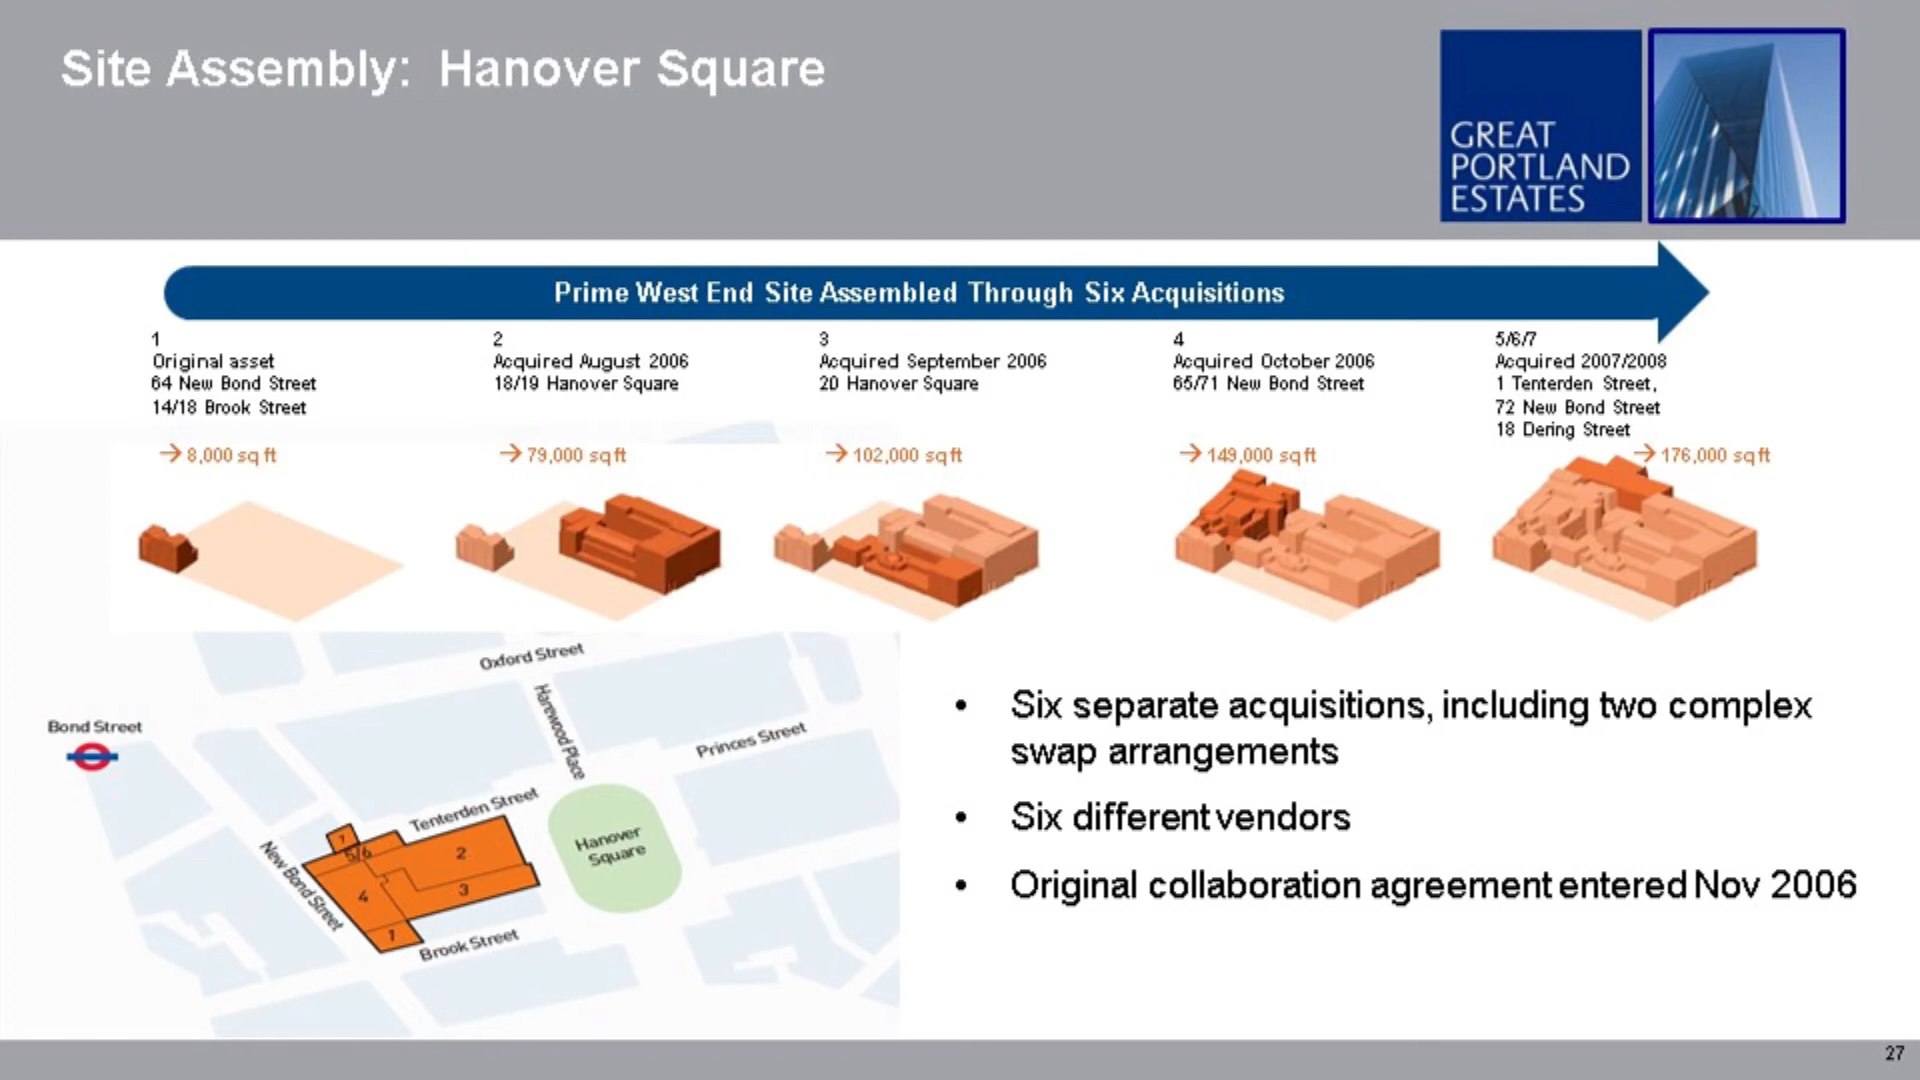 Site Assembly: Hanover Square
GREAT
PORTLAND
ESTATES
Prime West End Site Assembled Through Six Acquisitions
1
Original asset
64 New Bond Street
14/18 Brook Street
→ 8,000 sq ft
2
Acquired August 2006
18/19 Hanover Square
→ 79,000 sq ft
3
Acquired September 2006
20 Hanover Square
→ 102,000 sq ft
4
Acquired October 2006
65/71 New Bond Street
→ 149,000 sq ft
5/6/7
Acquired 2007/2008
1 Tenterden Street,
72 New Bond Street
18 Dering Street
→ 176,000 sq ft
Oxford Street
Harewood Place
Bond Street
Princes Street
Tenterden Street
Hanover
Square
New Bond Street
7
5/6
2
4
3
1
Brook Street
• Six separate acquisitions, including two complex
swap arrangements
• Six different vendors
• Original collaboration agreement entered Nov 2006
27